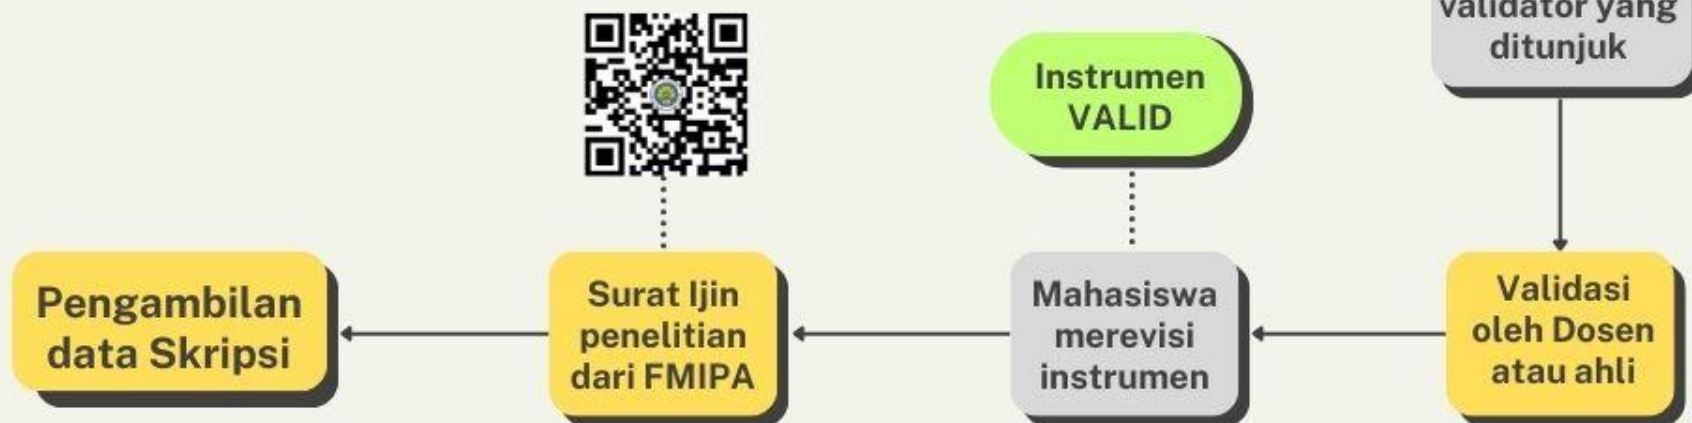 validator yang
ditunjuk
Instrumen
VALID
Pengambilan
data Skripsi
Surat Ijin
penelitian
dari FMIPA
Mahasiswa
merevisi
instrumen
Validasi
oleh Dosen
atau ahli